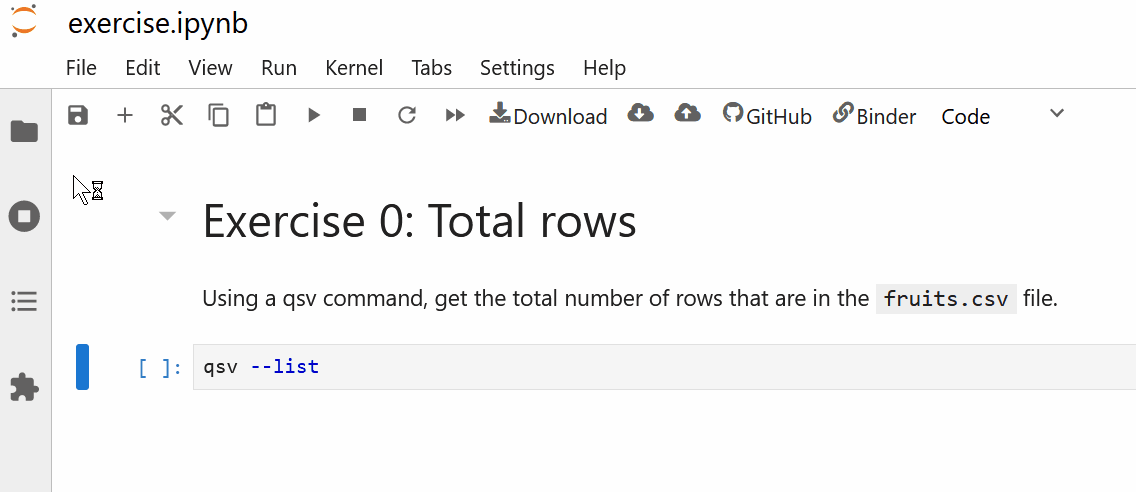 exercise.ipynb
File Edit View Run Kernel Tabs Settings Help
Download GitHub Binder Code
Exercise 0: Total rows
Using a qsv command, get the total number of rows that are in the fruits.csv file.
[ ]: qsv --list